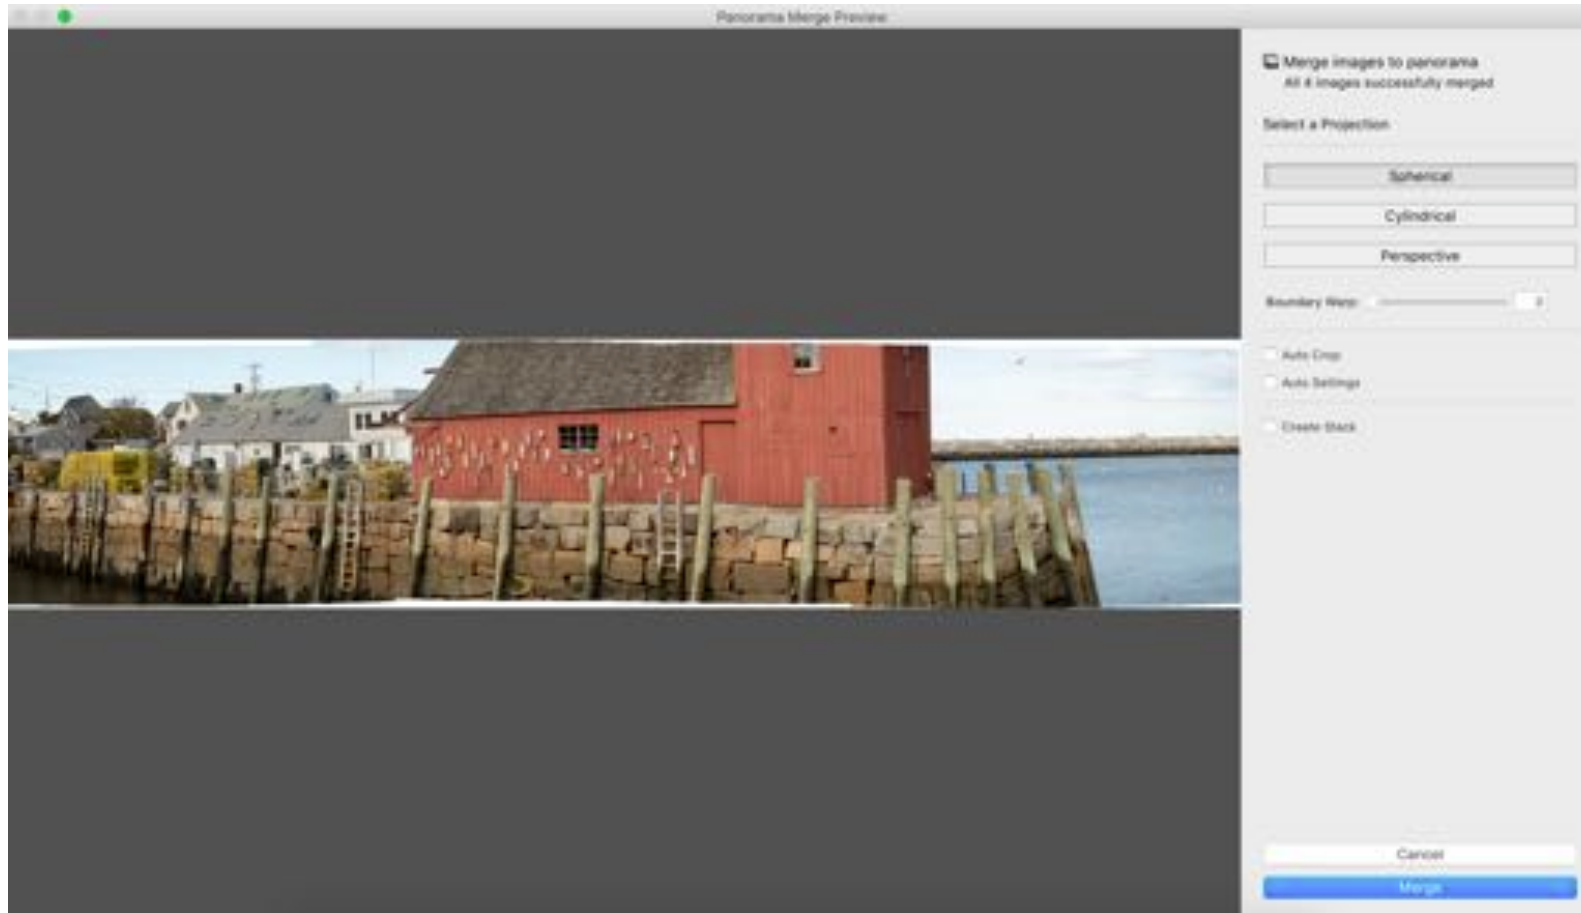 Panorama Merge Preview
Merge images to panorama
All 4 images successfully merged
Select a Projection
Spherical
Cylindrical
Perspective
Boundary Warp:
Auto Crop
Auto Settings
Create Stack
Cancel
Merge